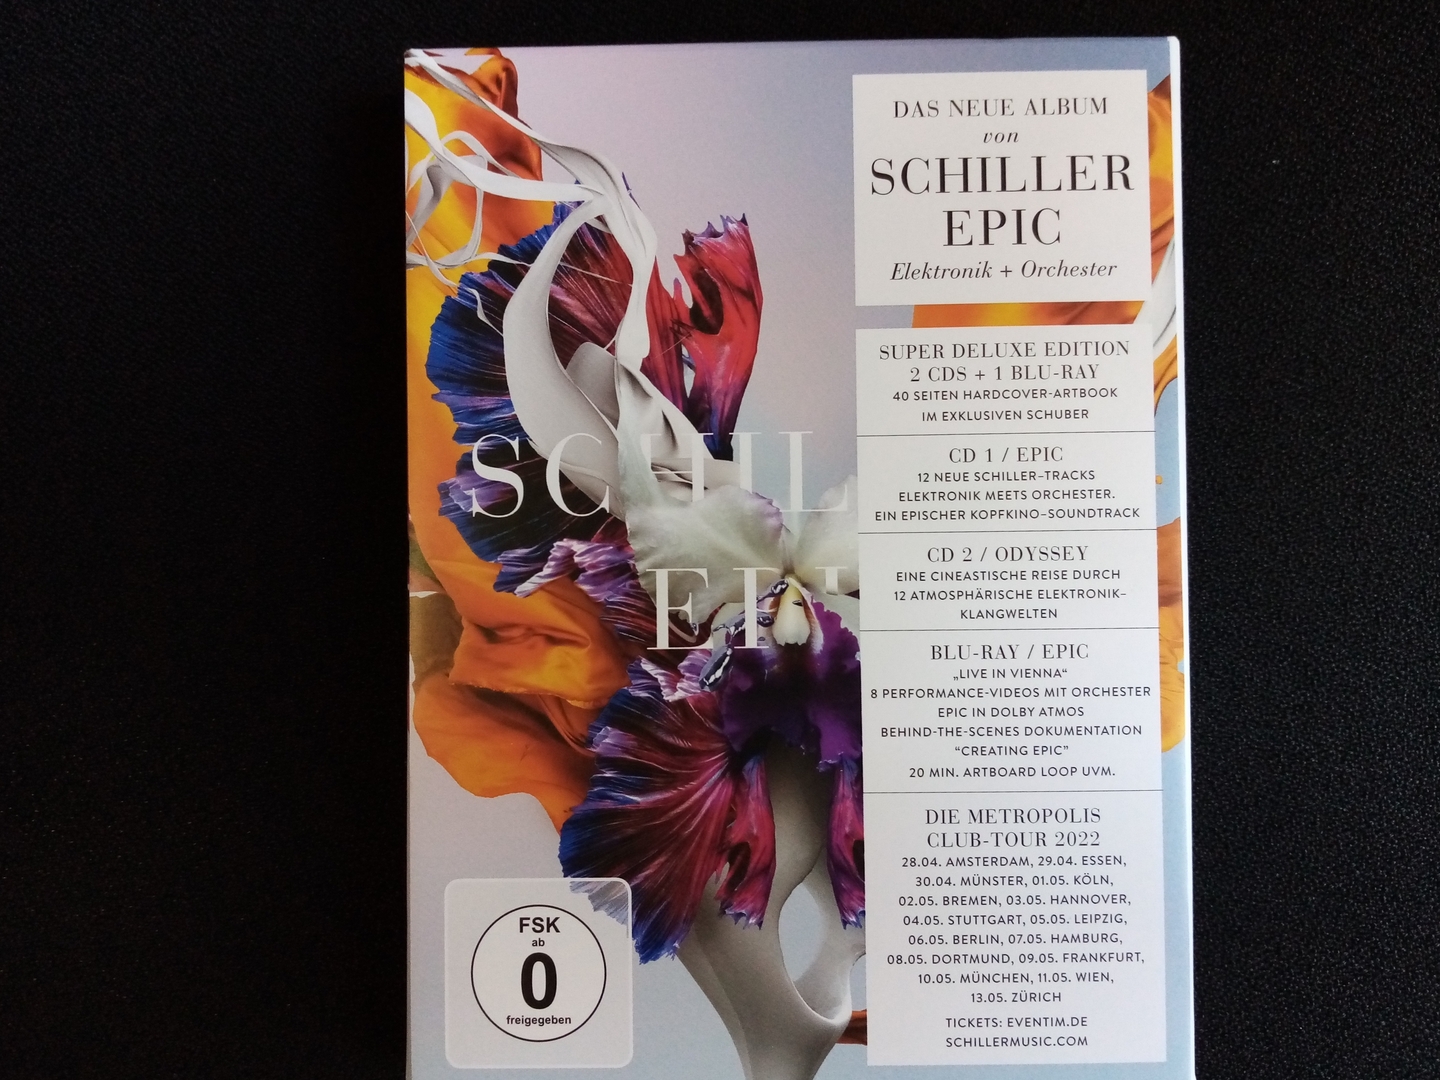 DAS NEUE ALBUM
von
SCHILLER
EPIC
Elektronik + Orchester
SUPER DELUXE EDITION
2 CDS + 1 BLU-RAY
40 SEITEN HARDCOVER-ARTBOOK
IM EXKLUSIVEN SCHUBER
CD 1 / EPIC
12 NEUE SCHILLER-TRACKS
ELEKTRONIK MEETS ORCHESTER.
EIN EPISCHER KOPFKINO-SOUNDTRACK
CD 2 / ODYSSEY
EINE CINEASTISCHE REISE DURCH
12 ATMOSPHÄRISCHE ELEKTRONIK-
KLANGWELTEN
BLU-RAY / EPIC
„LIVE IN VIENNA“
8 PERFORMANCE-VIDEOS MIT ORCHESTER
EPIC IN DOLBY ATMOS
BEHIND-THE-SCENES DOKUMENTATION
“CREATING EPIC”
20 MIN. ARTBOARD LOOP UVM.
DIE METROPOLIS
CLUB-TOUR 2022
28.04. AMSTERDAM, 29.04. ESSEN,
30.04. MÜNSTER, 01.05. KÖLN,
02.05. BREMEN, 03.05. HANNOVER,
04.05. STUTTGART, 05.05. LEIPZIG,
06.05. BERLIN, 07.05. HAMBURG,
08.05. DORTMUND, 09.05. FRANKFURT,
10.05. MÜNCHEN, 11.05. WIEN,
13.05. ZÜRICH
TICKETS: EVENTIM.DE
SCHILLERMUSIC.COM
SCHIL
EPI
FSK
ab
0
freigegeben